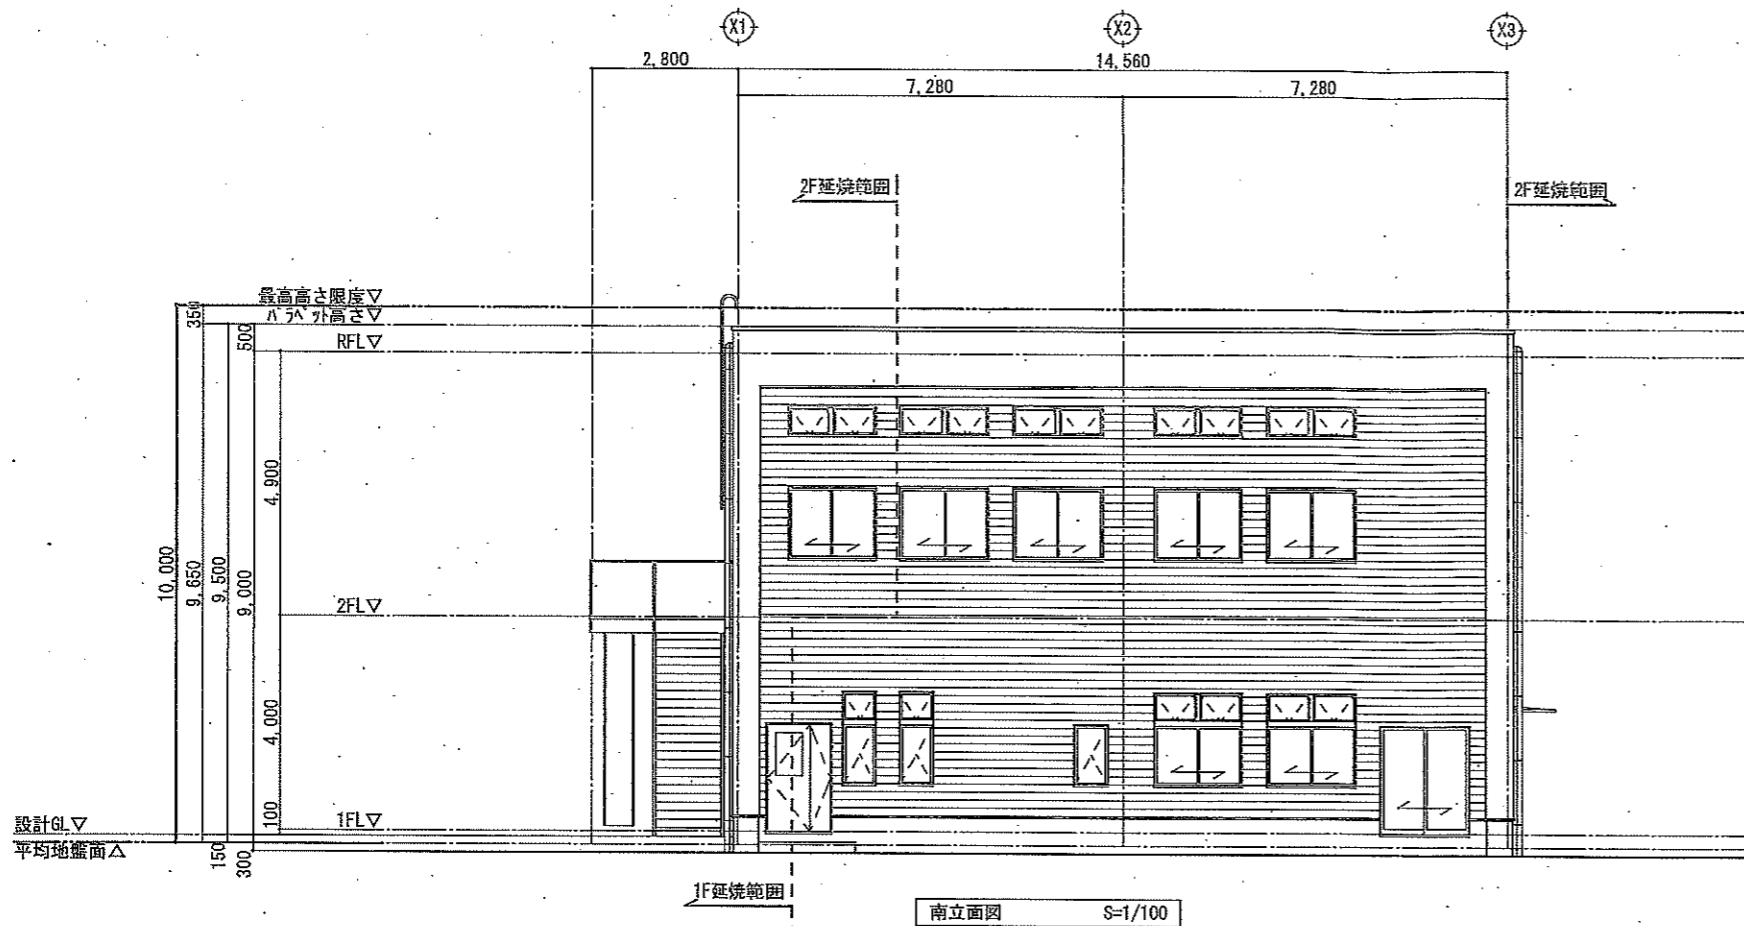 X1
X2
X3
2,800
14,560
7,280
7,280
2F延焼範囲
2F延焼範囲
最高高さ限度▽
パラペット高さ▽
RFL▽
350
500
4,900
10,000
9,650
9,500
9,000
2FL▽
4,000
100
1FL▽
設計GL▽
平均地盤面△
150
300
1F延焼範囲
南立面図 S=1/100